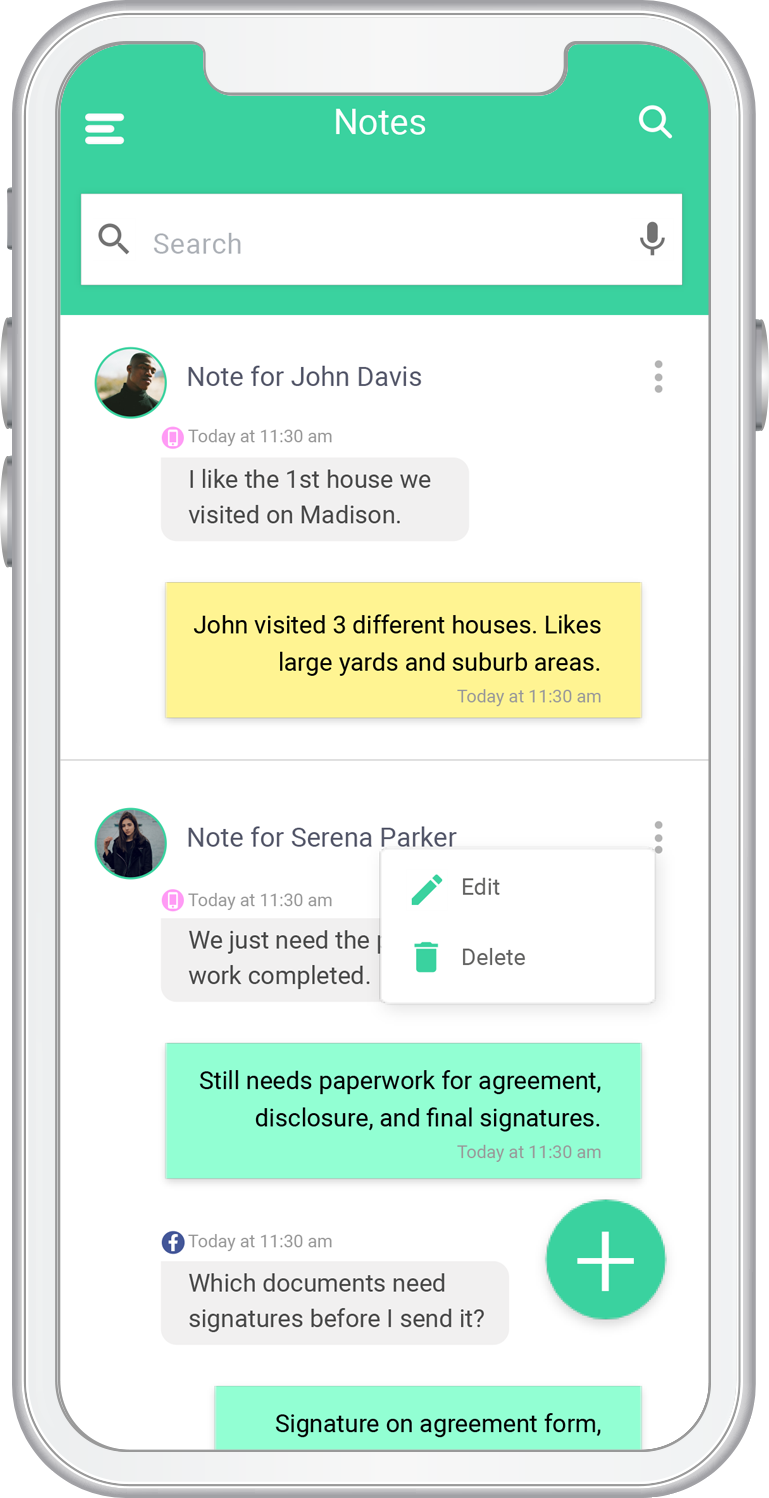 Notes
Search
Note for John Davis
Today at 11:30 am
I like the 1st house we
visited on Madison.
John visited 3 different houses. Likes
large yards and suburb areas.
Today at 11:30 am
Note for Serena Parker
Edit
Today at 11:30 am
We just need the
Delete
work completed.
Still needs paperwork for agreement,
disclosure, and final signatures.
Today at 11:30 am
Today at 11:30 am
Which documents need
signatures before I send it?
Signature on agreement form,